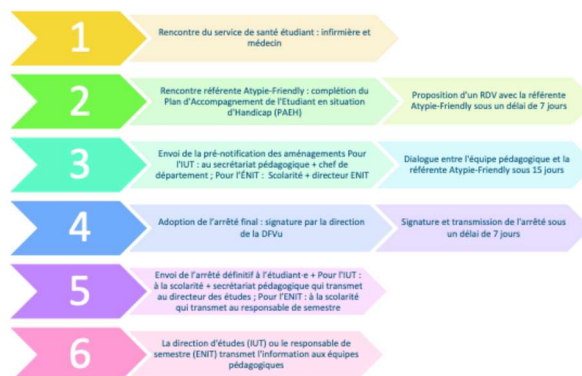 1
Rencontre du service de santé étudiant : infirmière et
médecin
2
Rencontre référente Atypie-Friendly : complétion du
Plan d'Accompagnement de l'Etudiant en situation
d'Handicap (PAEH)
Proposition d'un RDV avec la référente
Atypie-Friendly sous un délai de 7 jours
3
Envoi de la pré-notification des aménagements Pour
l'IUT : au secrétariat pédagogique + chef de
département ; Pour l'ÉNIT : Scolarité + directeur ENIT
Dialogue entre l'équipe pédagogique et la
référente Atypie-Friendly sous 15 jours
4
Adoption de l'arrêté final : signature par la direction
de la DFVu
Signature et transmission de l'arrêté sous
un délai de 7 jours
5
Envoi de l'arrêté définitif à l'étudiant·e + Pour l'IUT :
à la scolarité + secrétariat pédagogique qui transmet
au directeur des études ; Pour l'ENIT : à la scolarité
qui transmet au responsable de semestre
6
La direction d'études (IUT) ou le responsable de
semestre (ENIT) transmet l'information aux équipes
pédagogiques